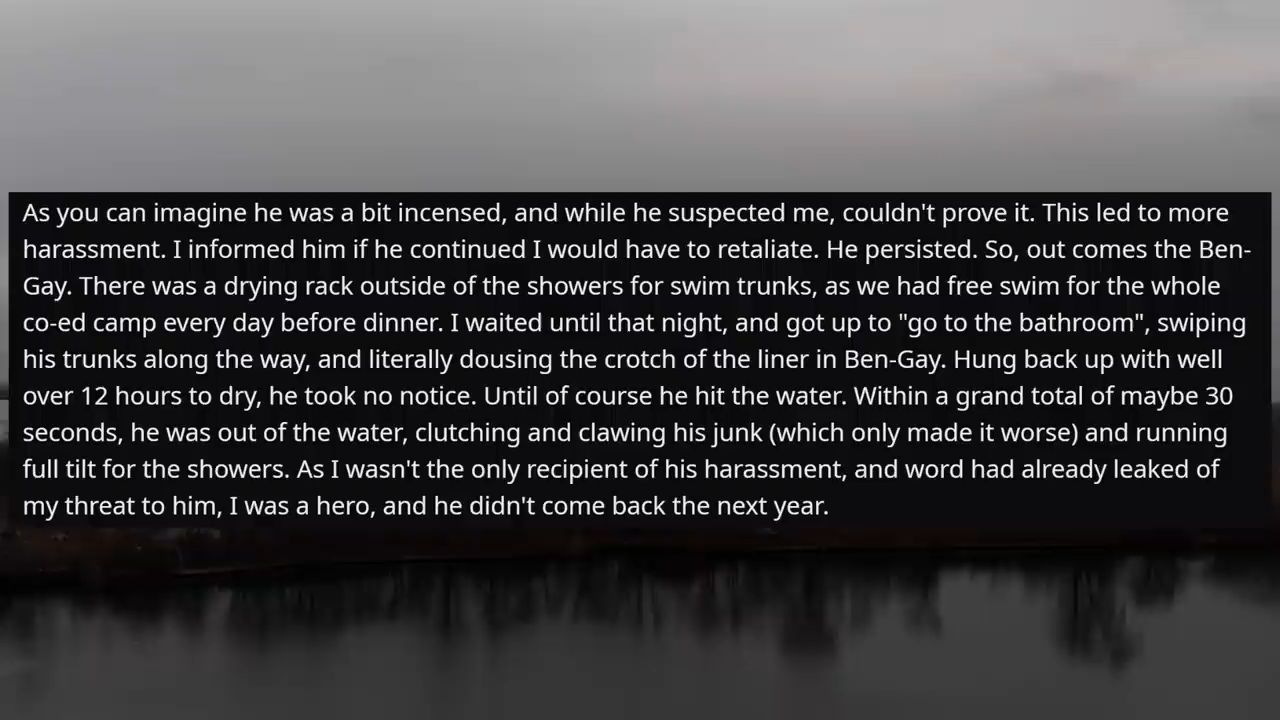 As you can imagine he was a bit incensed, and while he suspected me, couldn't prove it. This led to more
harassment. I informed him if he continued I would have to retaliate. He persisted. So, out comes the Ben-
Gay. There was a drying rack outside of the showers for swim trunks, as we had free swim for the whole
co-ed camp every day before dinner. I waited until that night, and got up to "go to the bathroom", swiping
his trunks along the way, and literally dousing the crotch of the liner in Ben-Gay. Hung back up with well
over 12 hours to dry, he took no notice. Until of course he hit the water. Within a grand total of maybe 30
seconds, he was out of the water, clutching and clawing his junk (which only made it worse) and running
full tilt for the showers. As I wasn't the only recipient of his harassment, and word had already leaked of
my threat to him, I was a hero, and he didn't come back the next year.